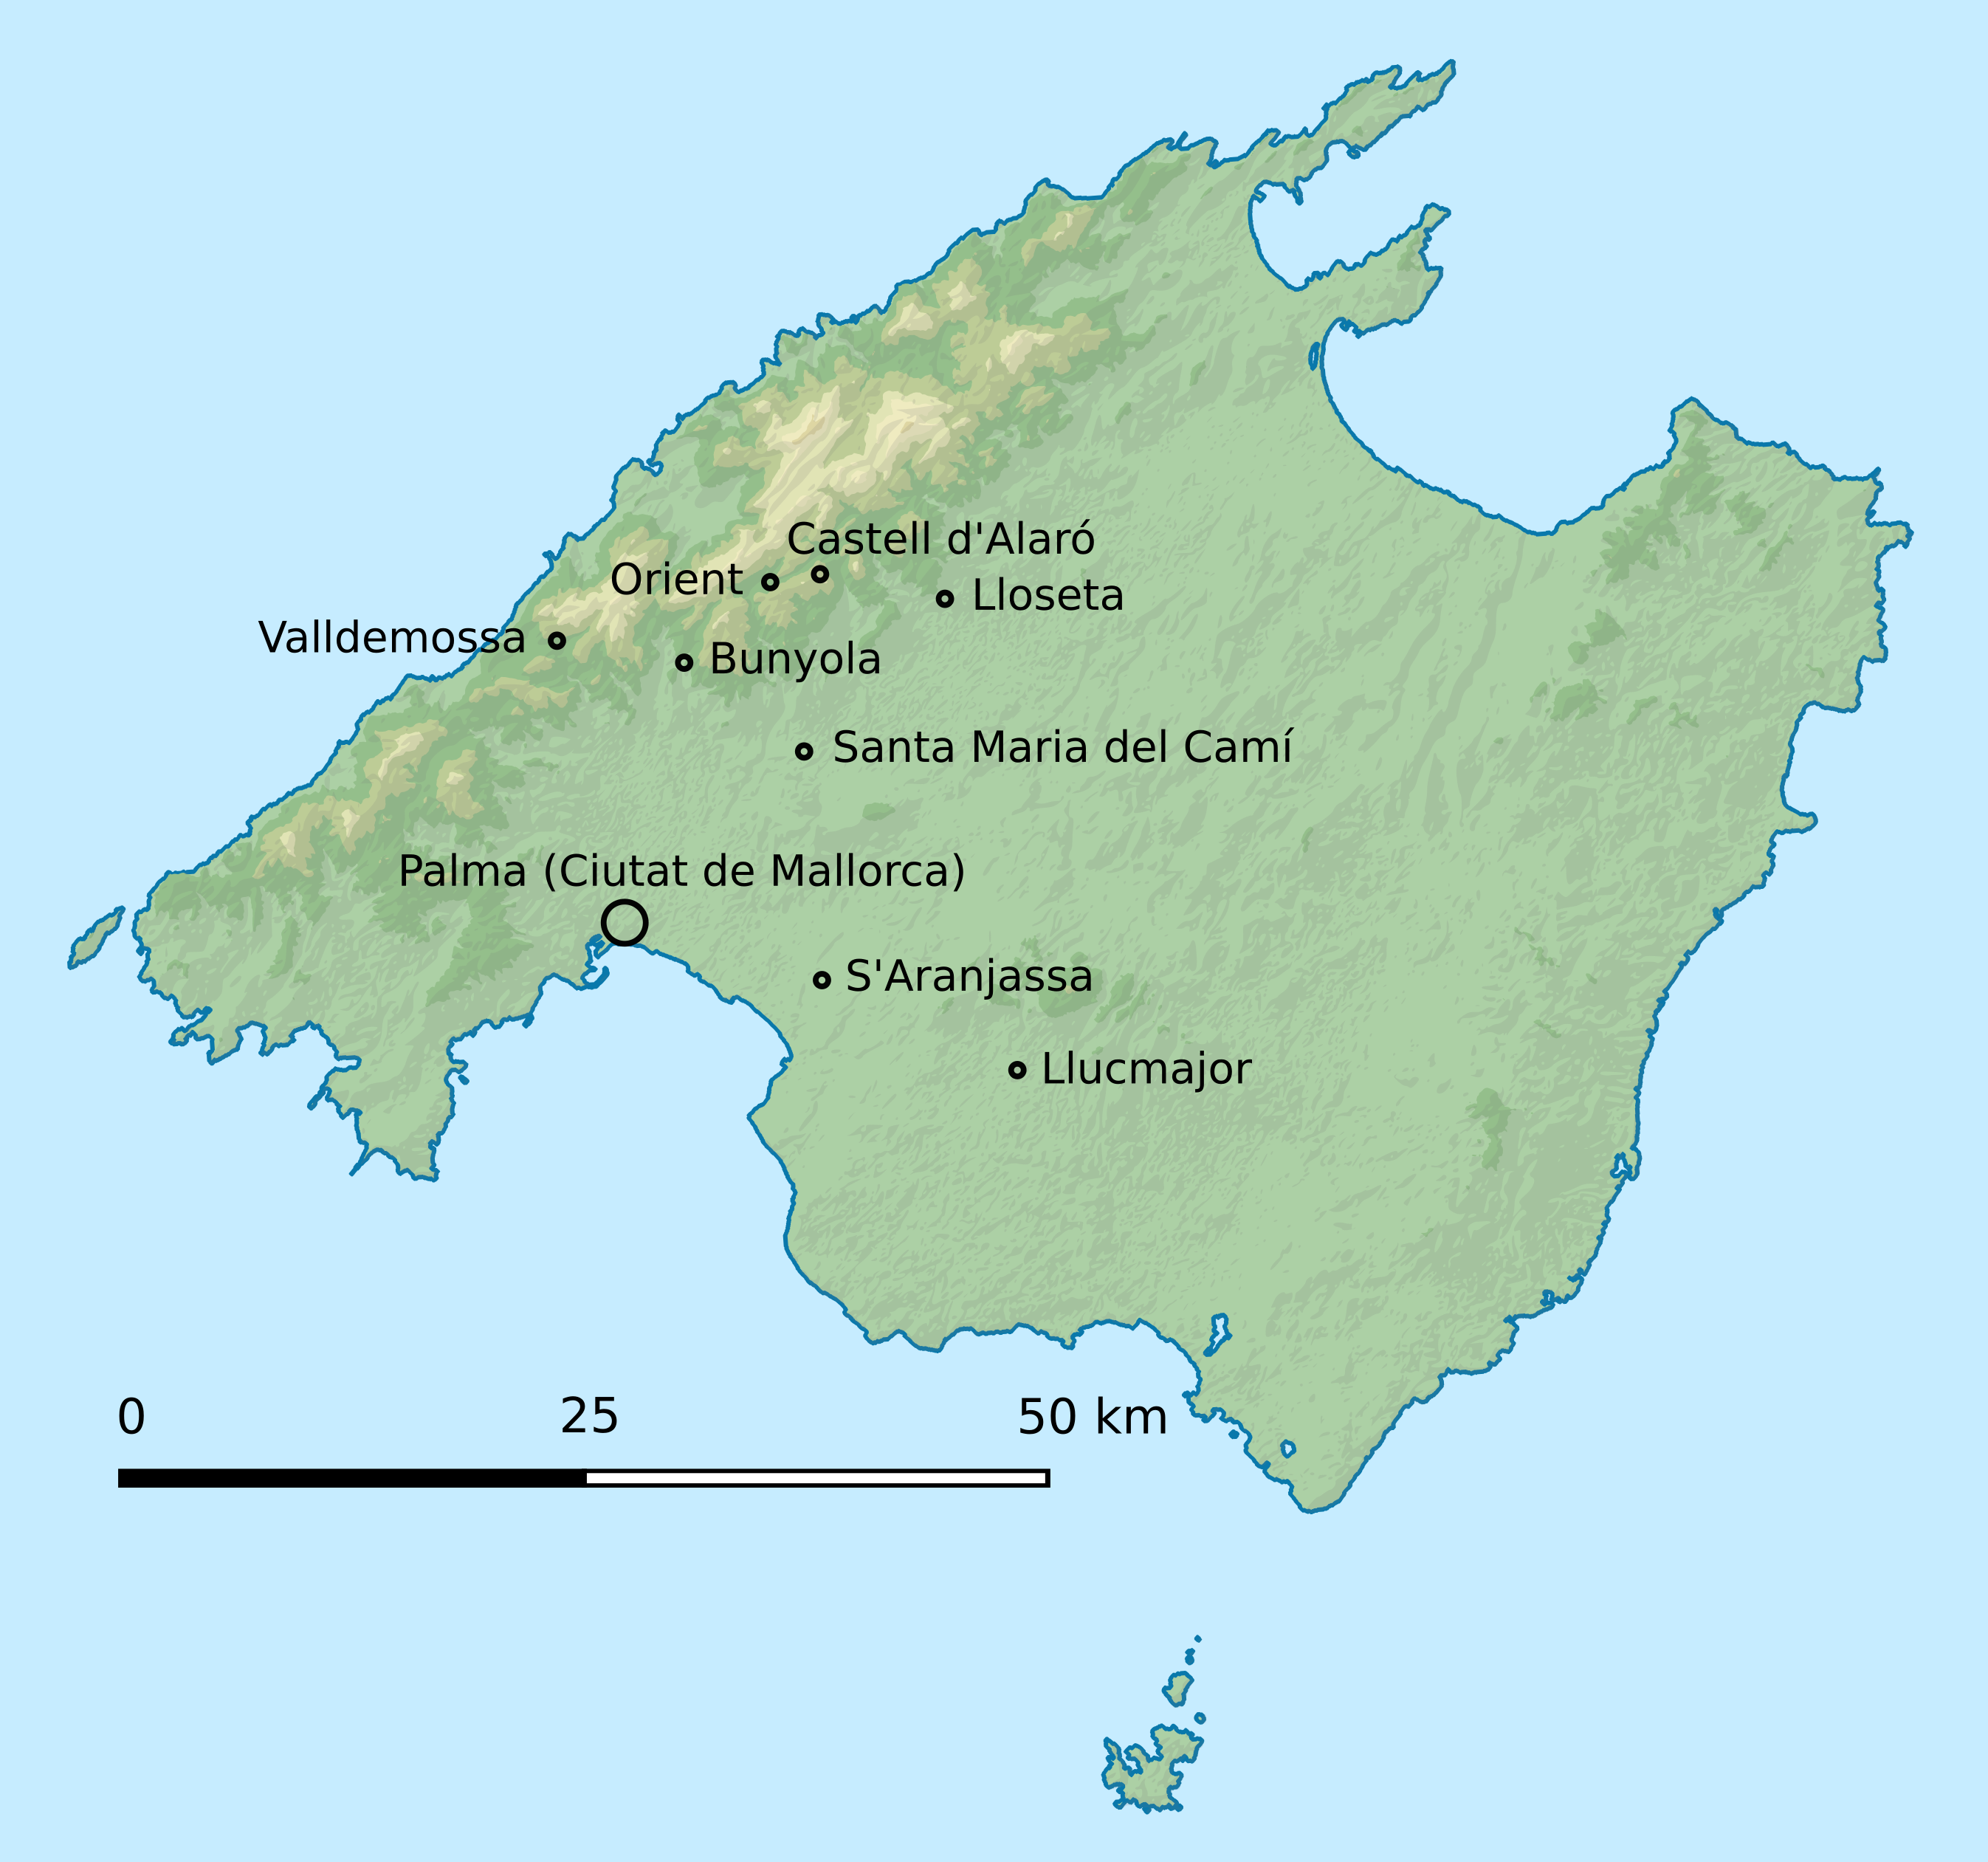 Castell d'Alaró
Orient
Lloseta
Valldemossa
Bunyola
Santa Maria del Camí
Palma (Ciutat de Mallorca)
S'Aranjassa
Llucmajor
0 25 50 km